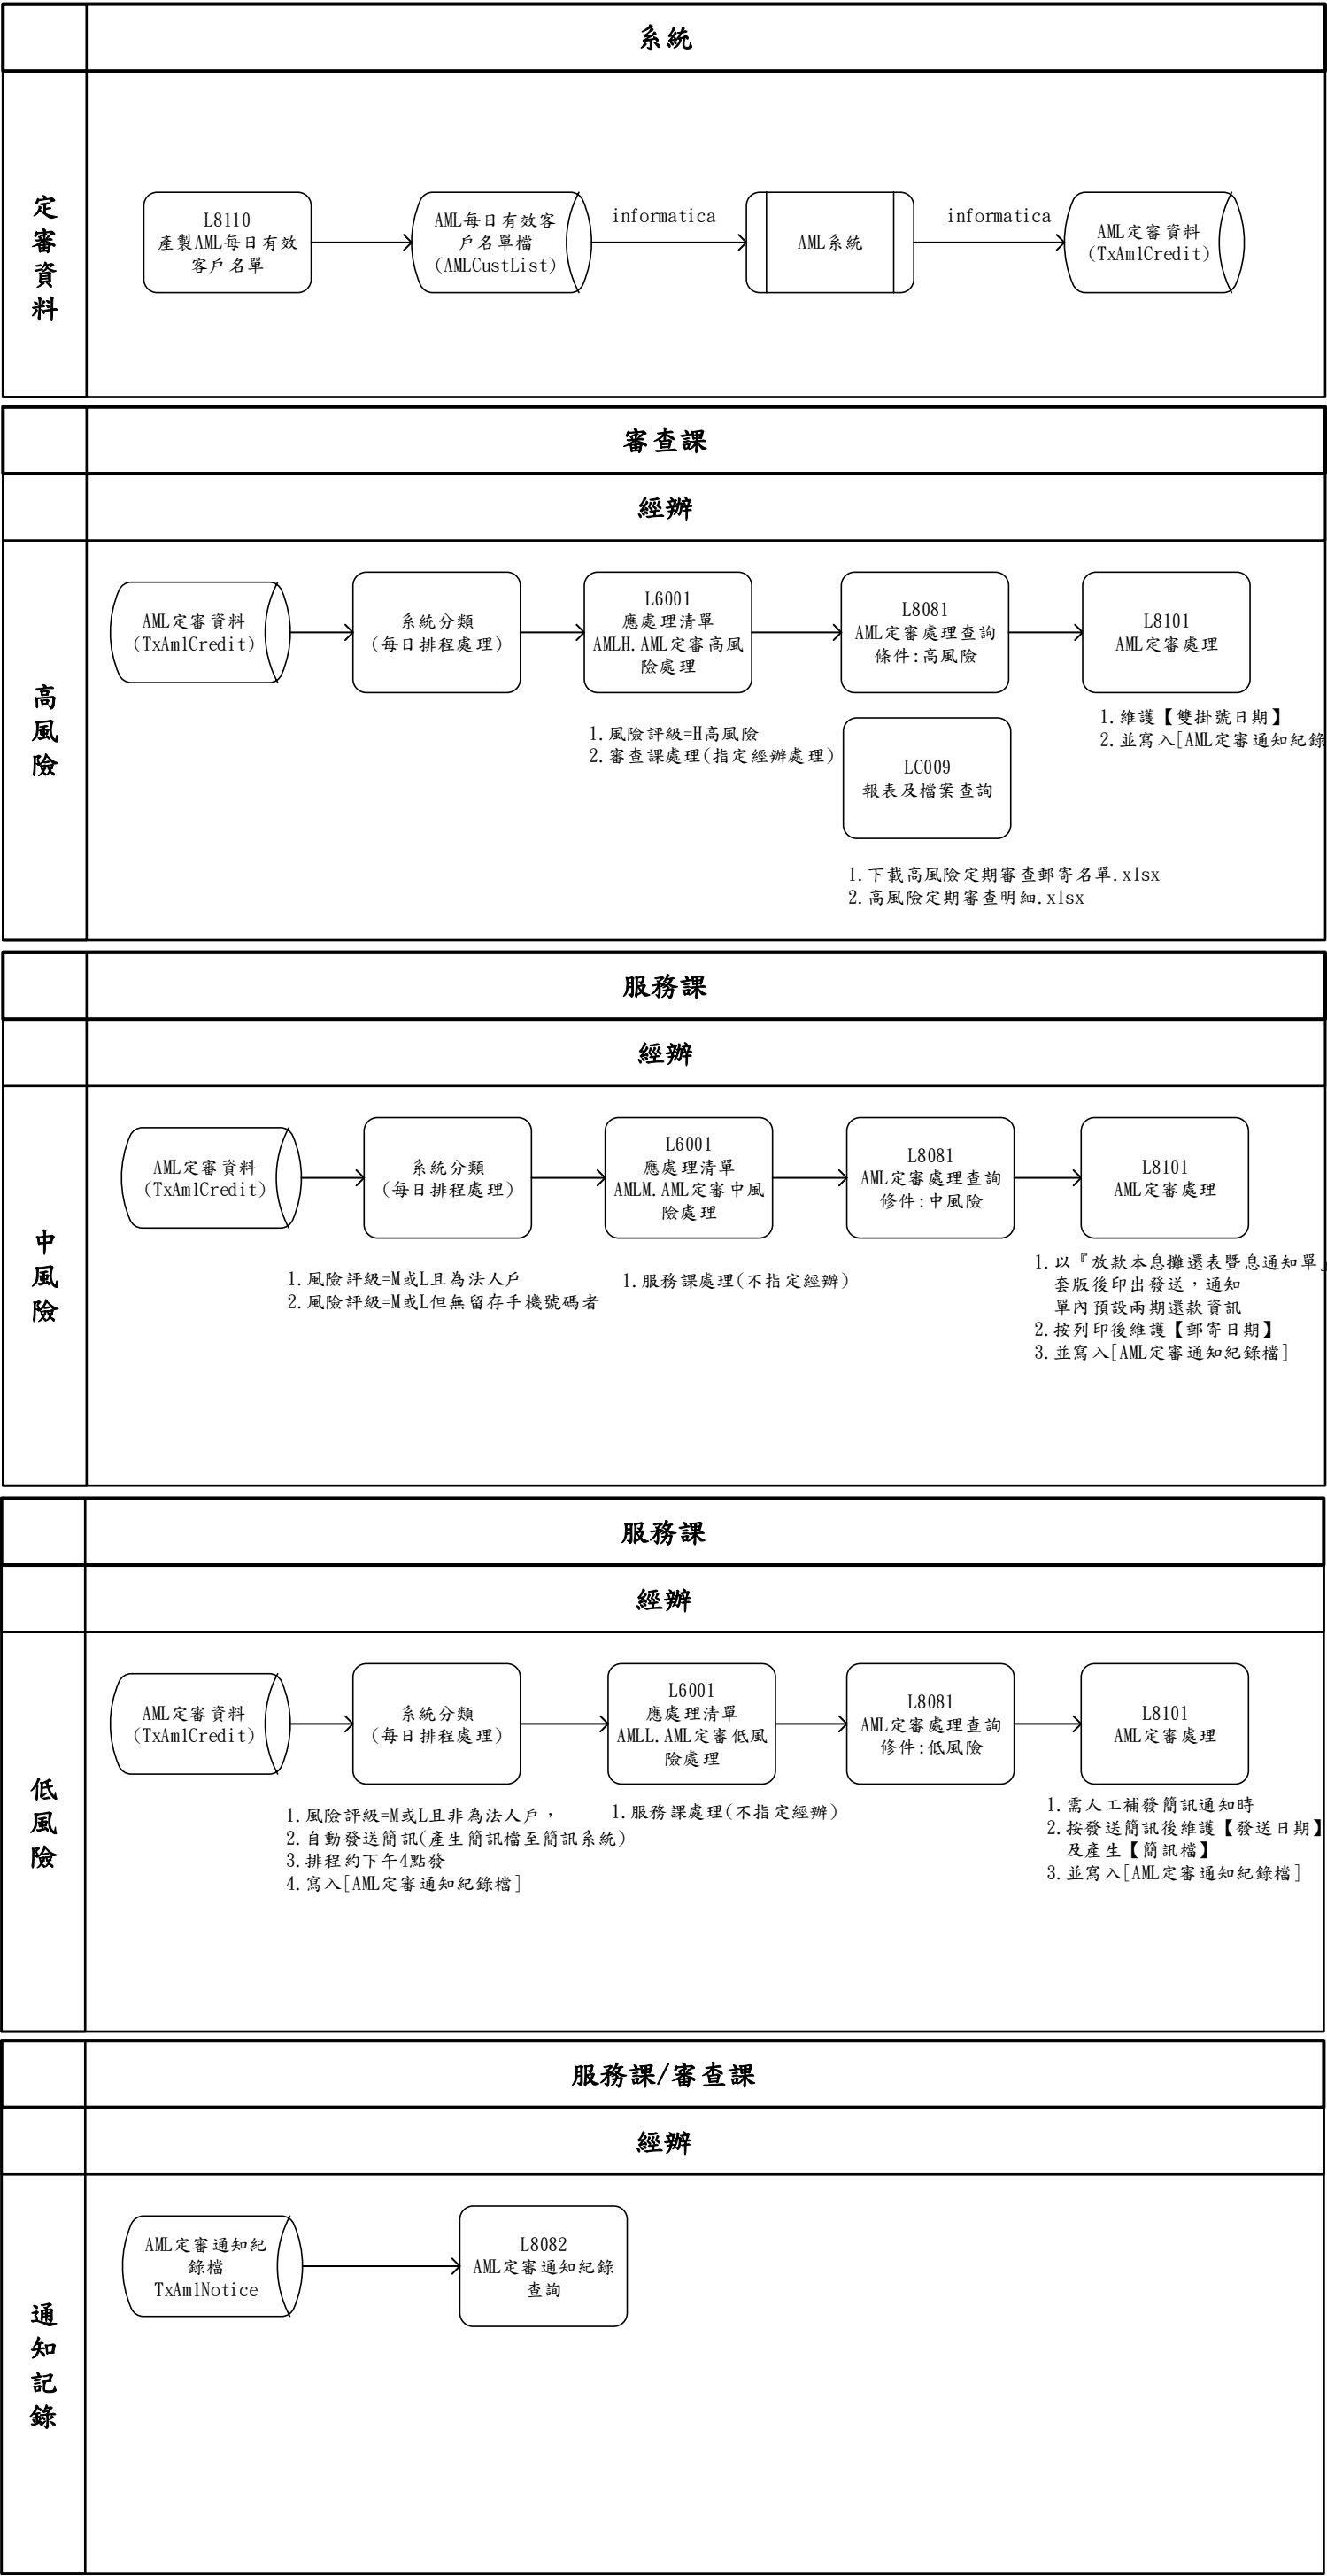 系統
定審資料
L8110
產製AML每日有效
客戶名單
AML每日有效客
戶名單檔
(AMLCustList)
informatica
AML系統
informatica
AML定審資料
(TxAmlCredit)
審查課
經辦
高風險
AML定審資料
(TxAmlCredit)
系統分類
(每日排程處理)
L6001
應處理清單
AMLH.AML定審高風
險處理
L8081
AML定審處理查詢
條件:高風險
L8101
AML定審處理
1.風險評級=H高風險
2.審查課處理(指定經辦處理)
1.維護【雙掛號日期】
2.並寫入[AML定審通知紀錄
LC009
報表及檔案查詢
1.下載高風險定期審查郵寄名單.xlsx
2.高風險定期審查明細.xlsx
服務課
經辦
中風險
AML定審資料
(TxAmlCredit)
系統分類
(每日排程處理)
L6001
應處理清單
AMLM.AML定審中風
險處理
L8081
AML定審處理查詢
修件:中風險
L8101
AML定審處理
1.風險評級=M或L且為法人戶
2.風險評級=M或L但無留存手機號碼者
1.服務課處理(不指定經辦)
1.以『放款本息攤還表暨息通知單』
套版後印出發送，通知
單內預設兩期還款資訊
2.按列印後維護【郵寄日期】
3.並寫入[AML定審通知紀錄檔]
服務課
經辦
低風險
AML定審資料
(TxAmlCredit)
系統分類
(每日排程處理)
L6001
應處理清單
AMLL.AML定審低風
險處理
L8081
AML定審處理查詢
修件:低風險
L8101
AML定審處理
1.風險評級=M或L且非為法人戶，
2.自動發送簡訊(產生簡訊檔至簡訊系統)
3.排程約下午4點發
4.寫入[AML定審通知紀錄檔]
1.服務課處理(不指定經辦)
1.需人工補發簡訊通知時
2.按發送簡訊後維護【發送日期】
及產生【簡訊檔】
3.並寫入[AML定審通知紀錄檔]
服務課/審查課
經辦
通知記錄
AML定審通知紀
錄檔
TxAmlNotice
L8082
AML定審通知紀錄
查詢